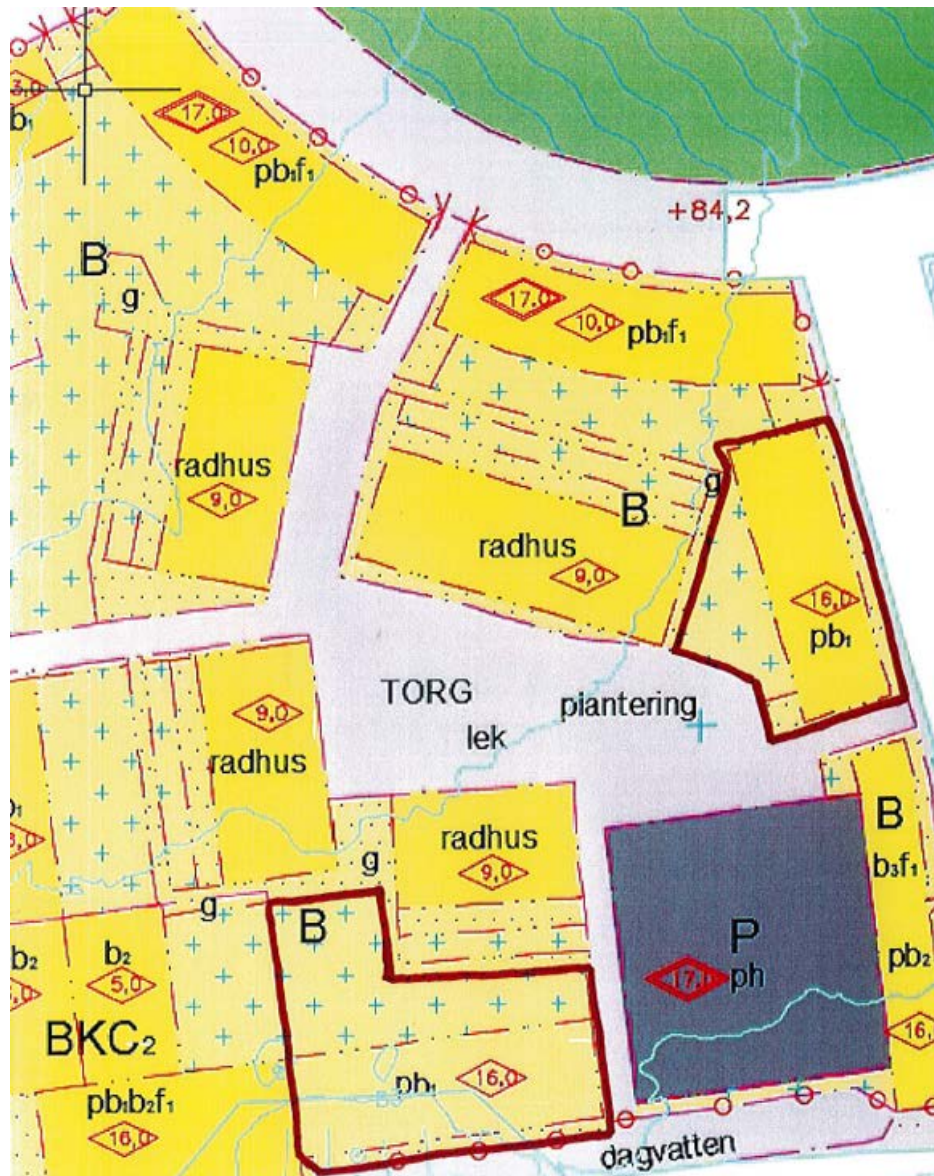 3,0
b₁
17.0
10,0
pb₁f₁
+84,2
B
g
17.0
10,0
pb₁f₁
radhus
9,0
g
B
radhus
9,0
16,0
pb₁
TORG
lek
plantering
9,0
radhus
radhus
9,0
g
g
B
B
b₃f₁
P
ph
b₂
b₂
5,0
pb₂
BKC₂
16,0
pb₁
16,0
pb₁b₂f₁
16,0
dagvatten